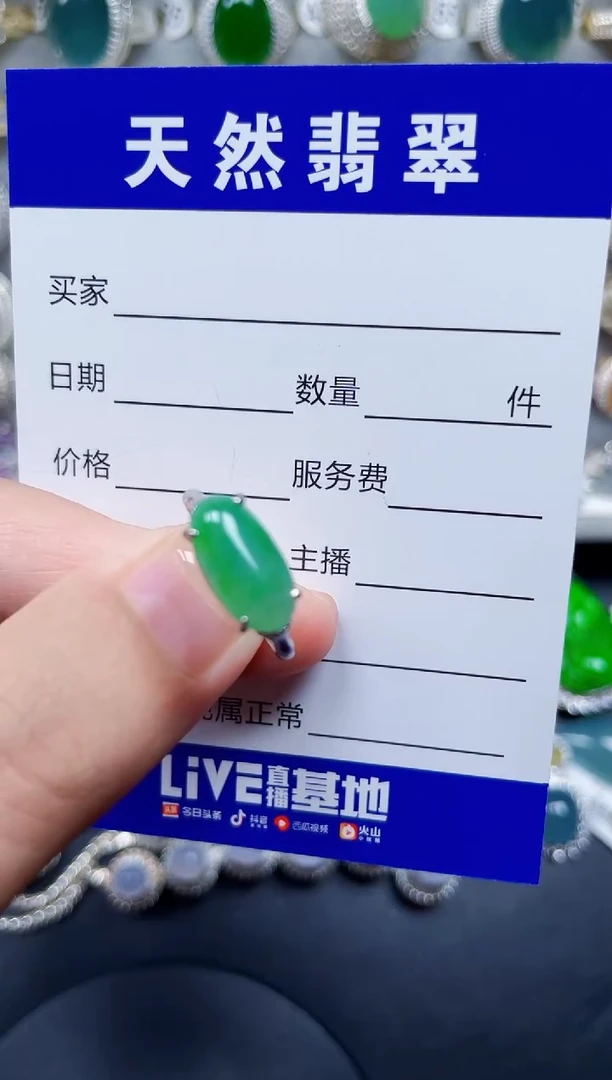 天然翡翠
买家
日期 数量 件
价格 服务费
主播
属正常
LiVE直播基地
今日头条 抖音 西瓜视频 火山